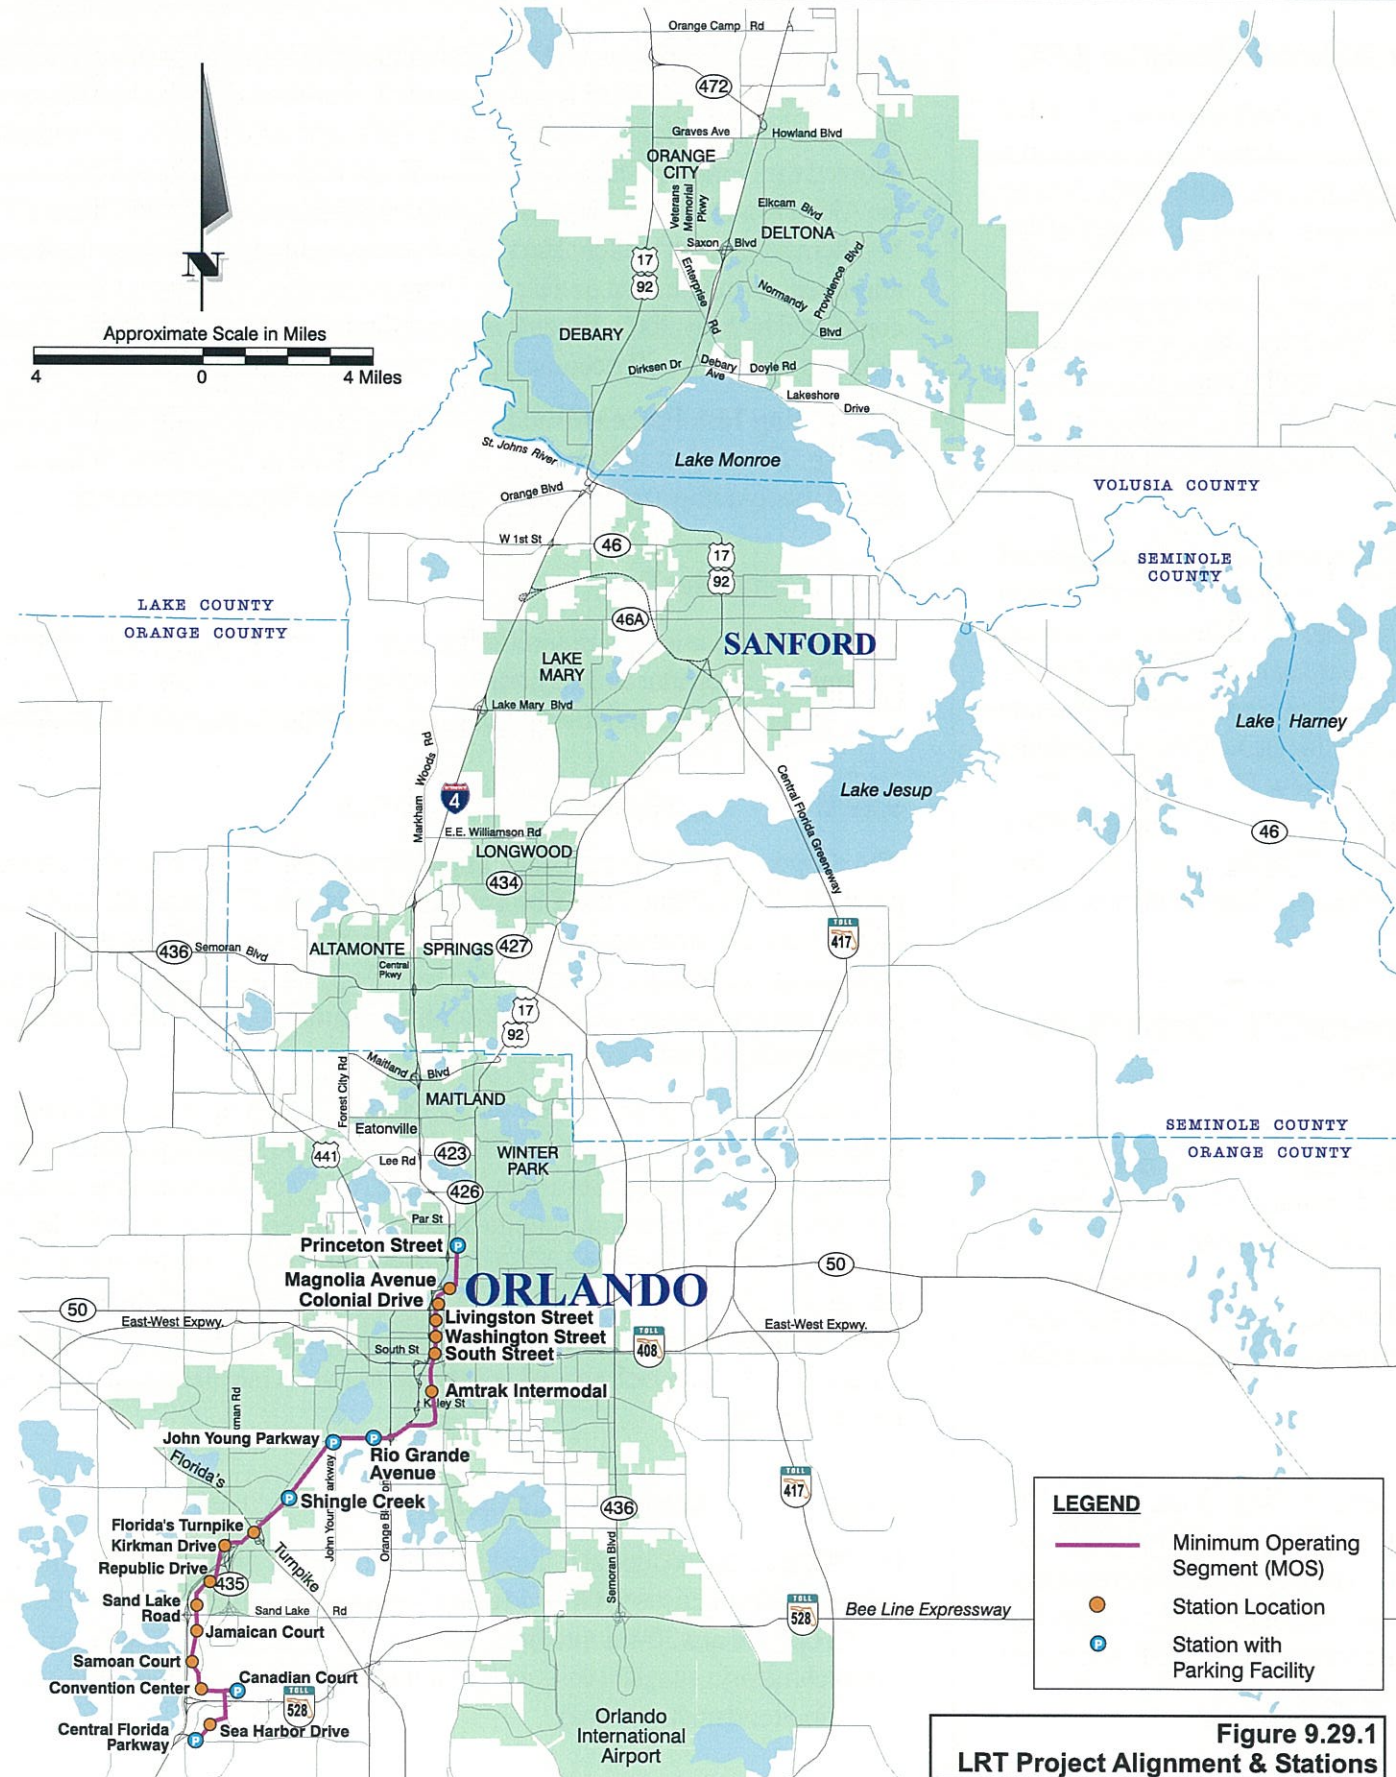 Orange Camp Rd
472
Graves Ave
Howland Blvd
ORANGE
CITY
Veterans
Memorial
Pkwy
Elkcam Blvd
DELTONA
Saxon Blvd
17
92
Enterprise Rd
Normandy Blvd
Providence Blvd
N
Approximate Scale in Miles
4 0 4 Miles
DEBARY
Dirksen Dr
Debary
Ave
Doyle Rd
Lakeshore Drive
St. Johns River
Lake Monroe
Orange Blvd
VOLUSIA COUNTY
SEMINOLE
COUNTY
W 1st St
46
17
92
LAKE COUNTY
ORANGE COUNTY
46A
SANFORD
LAKE
MARY
Lake Mary Blvd
Lake Harney
Markham Woods Rd
4
Central Florida Greeneway
Lake Jesup
46
E.E. Williamson Rd
LONGWOOD
434
TOLL
417
436
Semoran Blvd
ALTAMONTE SPRINGS
427
Central
Pkwy
17
92
Forest City Rd
Maitland Blvd
MAITLAND
Eatonville
SEMINOLE COUNTY
ORANGE COUNTY
441
Lee Rd
423
WINTER
PARK
426
Par St
Princeton Street
P
50
Magnolia Avenue
ORLANDO
Colonial Drive
50
Livingston Street
East-West Expwy.
East-West Expwy.
Washington Street
South St
South Street
TOLL
408
Amtrak Intermodal
K ley St
rman Rd
John Young Parkway
P
P
Rio Grande
Avenue
Florida's Turnpike
P
Shingle Creek
John Your arkway
TOLL
417
436
Florida's Turnpike
Kirkman Drive
Republic Drive
435
Semoran Blvd
Sand Lake
Road
Sand Lake Rd
TOLL
528
Bee Line Expressway
Jamaican Court
Samoan Court
Canadian Court
Convention Center
P
TOLL
528
Central Florida
Parkway
P
Sea Harbor Drive
Orlando
International
Airport
LEGEND
Minimum Operating
Segment (MOS)
Station Location
P
Station with
Parking Facility
Figure 9.29.1
LRT Project Alignment & Stations